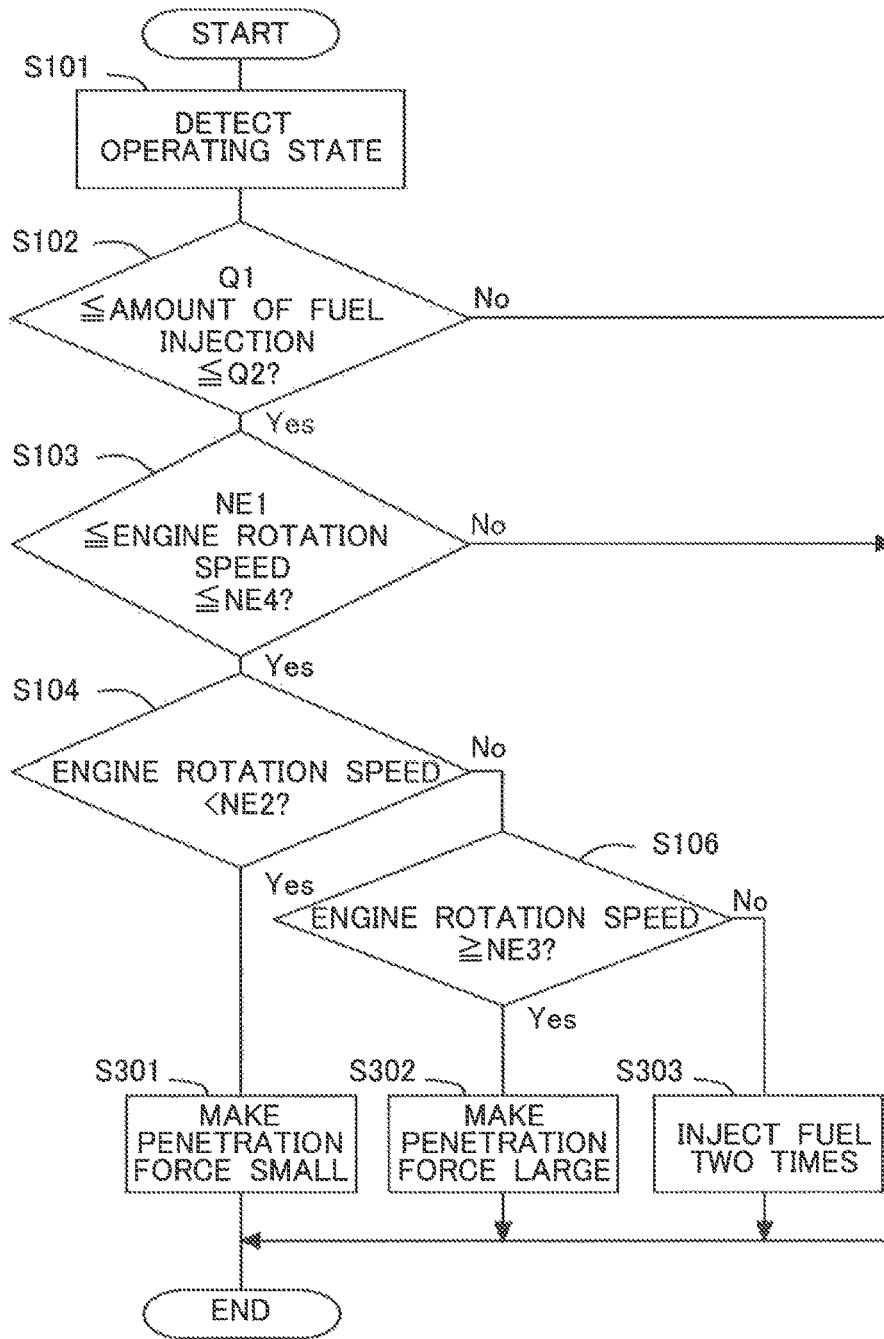 START
S101
DETECT
OPERATING STATE
S102
Q1
≦AMOUNT OF FUEL
INJECTION
≦Q2?
No
Yes
S103
NE1
≦ENGINE ROTATION
SPEED
≦NE4?
No
Yes
S104
ENGINE ROTATION SPEED
<NE2?
No
Yes
S106
ENGINE ROTATION SPEED
≧NE3?
No
Yes
S301
MAKE
PENETRATION
FORCE SMALL
S302
MAKE
PENETRATION
FORCE LARGE
S303
INJECT FUEL
TWO TIMES
END